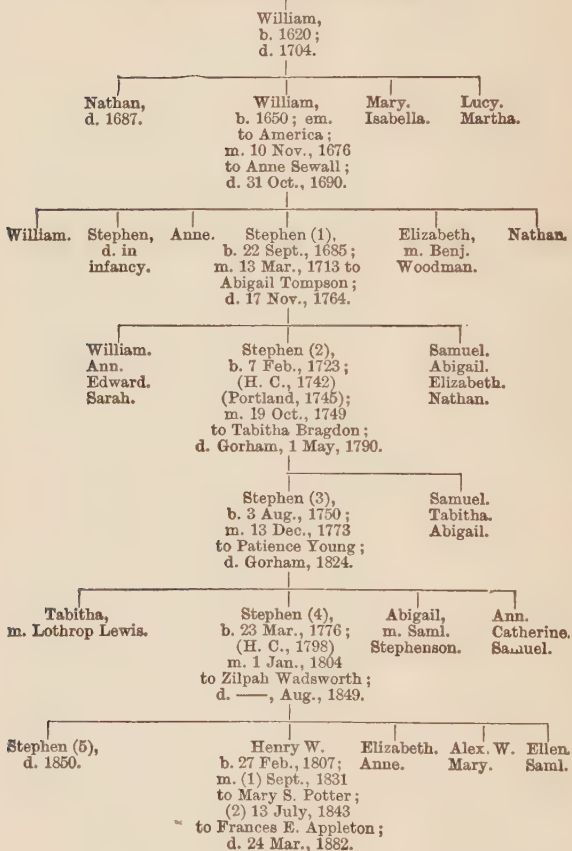 William,
b. 1620;
d. 1704.
Nathan,
d. 1687.
William,
b. 1650; em.
to America;
m. 10 Nov., 1676
to Anne Sewall;
d. 31 Oct., 1690.
Mary.
Isabella.
Lucy.
Martha.
William.
Stephen,
d. in
infancy.
Anne.
Stephen (1),
b. 22 Sept., 1685;
m. 13 Mar., 1713 to
Abigail Tompson;
d. 17 Nov., 1764.
Elizabeth,
m. Benj.
Woodman.
Nathan.
William.
Ann.
Edward.
Sarah.
Stephen (2),
b. 7 Feb., 1723;
(H. C., 1742)
(Portland, 1745);
m. 19 Oct., 1749
to Tabitha Bragdon;
d. Gorham, 1 May, 1790.
Samuel.
Abigail.
Elizabeth.
Nathan.
Stephen (3),
b. 3 Aug., 1750;
m. 13 Dec., 1773
to Patience Young;
d. Gorham, 1824.
Samuel.
Tabitha.
Abigail.
Tabitha,
m. Lothrop Lewis.
Stephen (4),
b. 23 Mar., 1776;
(H. C., 1798)
m. 1 Jan., 1804
to Zilpah Wadsworth;
d. ——, Aug., 1849.
Abigail,
m. Saml.
Stephenson.
Ann.
Catherine.
Samuel.
Stephen (5),
d. 1850.
Henry W.
b. 27 Feb., 1807;
m. (1) Sept., 1831
to Mary S. Potter;
(2) 13 July, 1843
to Frances E. Appleton;
d. 24 Mar., 1882.
Elizabeth.
Anne.
Alex. W.
Mary.
Ellen.
Saml.